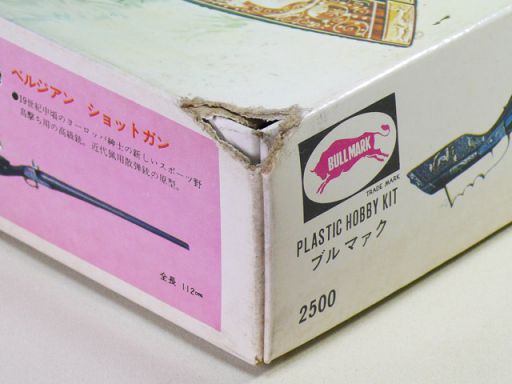 ベルジアン ショットガン
●19世紀中頃のヨーロッパ紳士の新しいスポーツ野
鳥撃ち用の高級銃。近代猟用散弾銃の原型。
全長 112cm
BULLMARK
TRADE MARK
PLASTIC HOBBY KIT
ブルマァク
2500